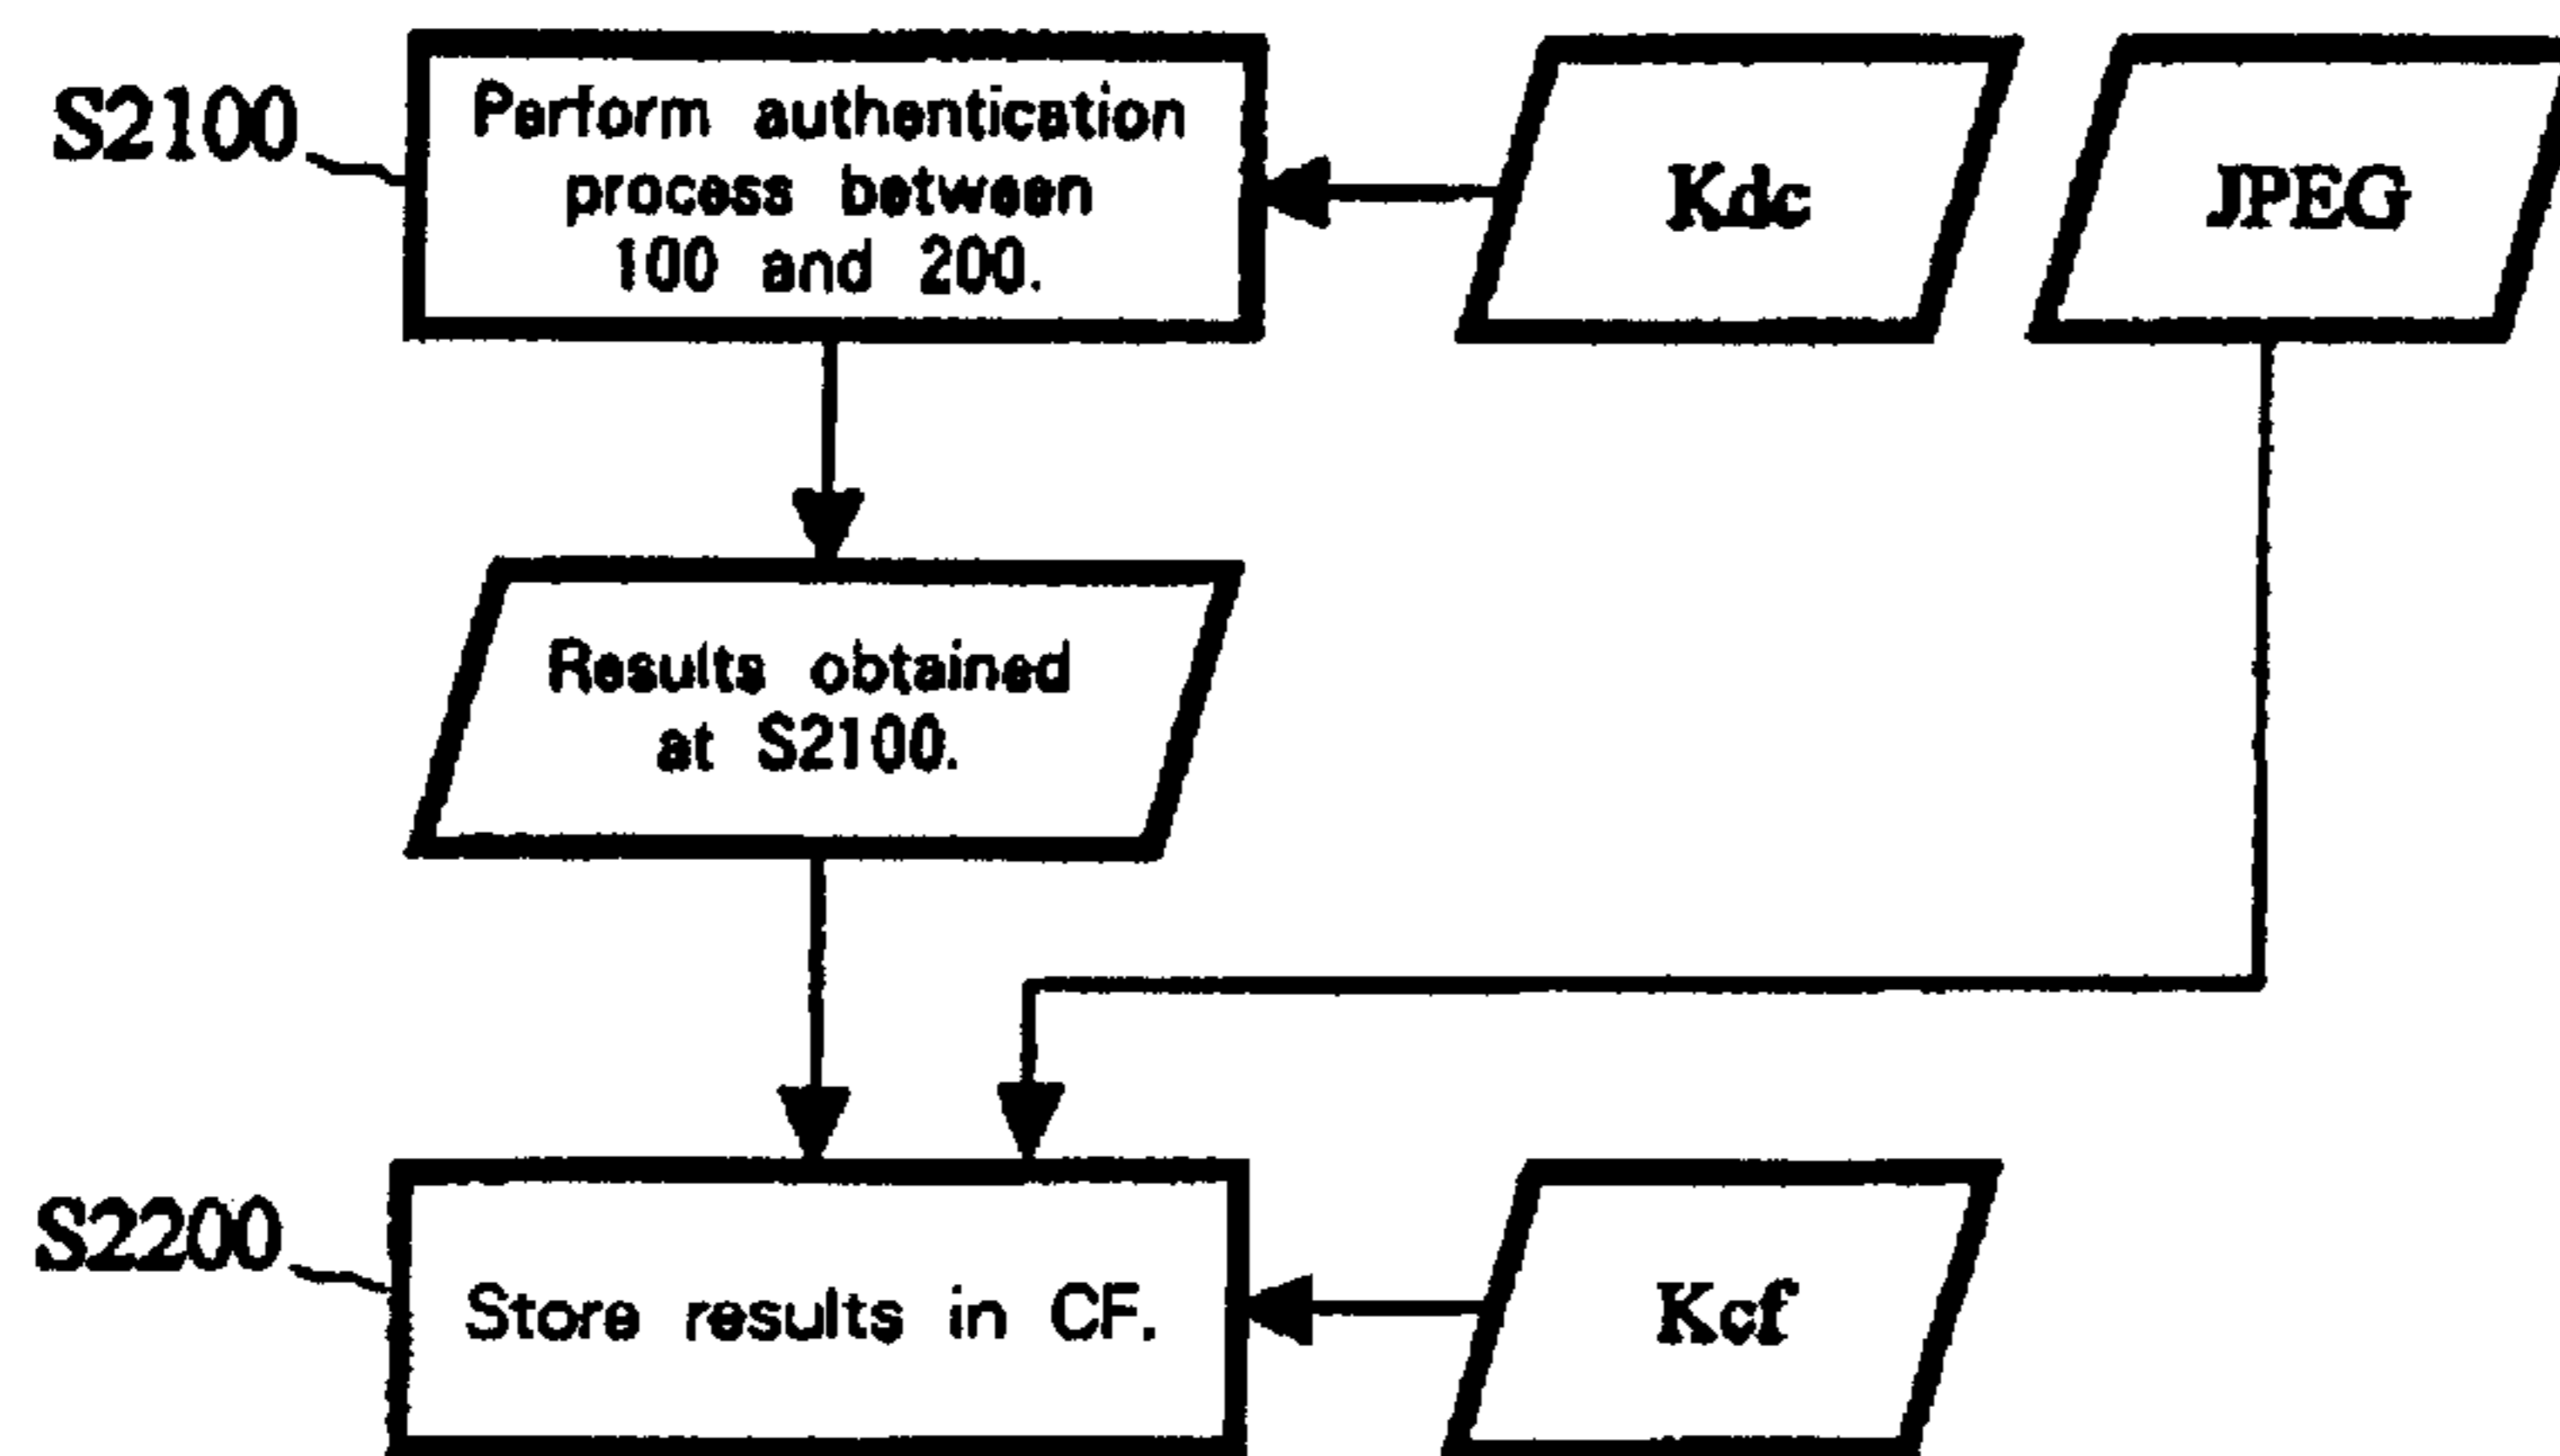 S2100
Perform authentication
process between
100 and 200.
Kdc
JPEG
Results obtained
at S2100.
S2200
Store results in CF.
Kcf